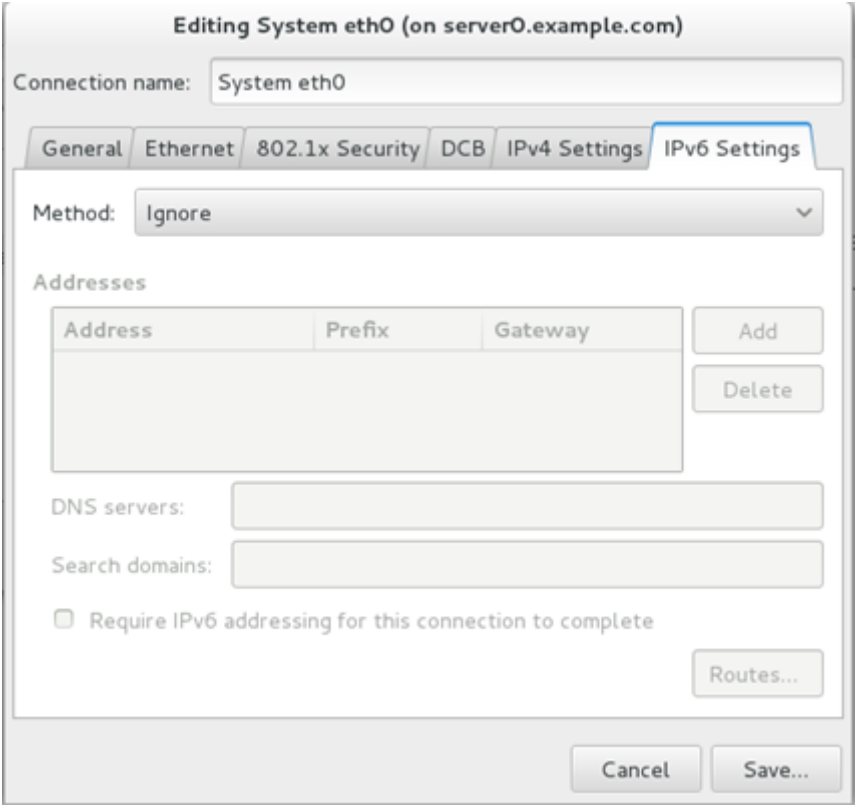 Editing System eth0 (on server0.example.com)
Connection name: System eth0
General Ethernet 802.1x Security DCB IPv4 Settings IPv6 Settings
Method: Ignore
Addresses
Address Prefix Gateway Add
Delete
DNS servers:
Search domains:
Require IPv6 addressing for this connection to complete
Routes...
Cancel Save...